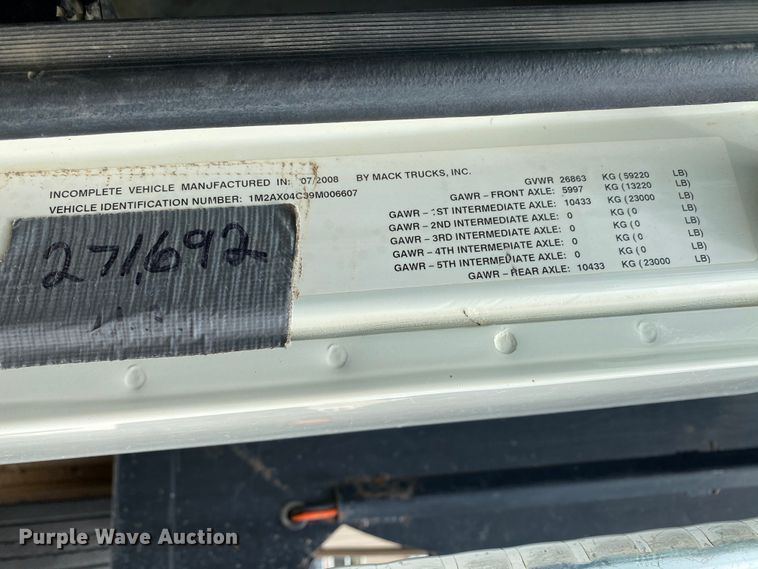 INCOMPLETE VEHICLE MANUFACTURED IN: 07/2008 BY MACK TRUCKS, INC.
VEHICLE IDENTIFICATION NUMBER: 1M2AX04C39M006607
GVWR 26863 KG (59220 LB)
GAWR - FRONT AXLE: 5997 KG (13220 LB)
GAWR - 1ST INTERMEDIATE AXLE: 10433 KG (23000 LB)
GAWR - 2ND INTERMEDIATE AXLE: 0 KG (0 LB)
GAWR - 3RD INTERMEDIATE AXLE: 0 KG (0 LB)
GAWR - 4TH INTERMEDIATE AXLE: 0 KG (0 LB)
GAWR - 5TH INTERMEDIATE AXLE: 0 KG (0 LB)
GAWR - REAR AXLE: 10433 KG (23000 LB)
271,692
Purple Wave Auction